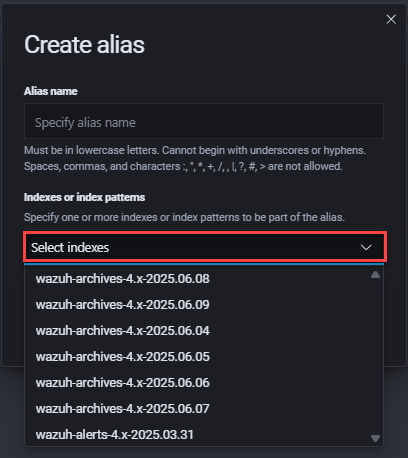 Create alias
Alias name
Specify alias name
Must be in lowercase letters. Cannot begin with underscores or hyphens.
Spaces, commas, and characters :, ", *, +, /, , |, ?, #, > are not allowed.
Indexes or index patterns
Specify one or more indexes or index patterns to be part of the alias.
Select indexes
wazuh-archives-4.x-2025.06.08
wazuh-archives-4.x-2025.06.09
wazuh-archives-4.x-2025.06.04
wazuh-archives-4.x-2025.06.05
wazuh-archives-4.x-2025.06.06
wazuh-archives-4.x-2025.06.07
wazuh-alerts-4.x-2025.03.31